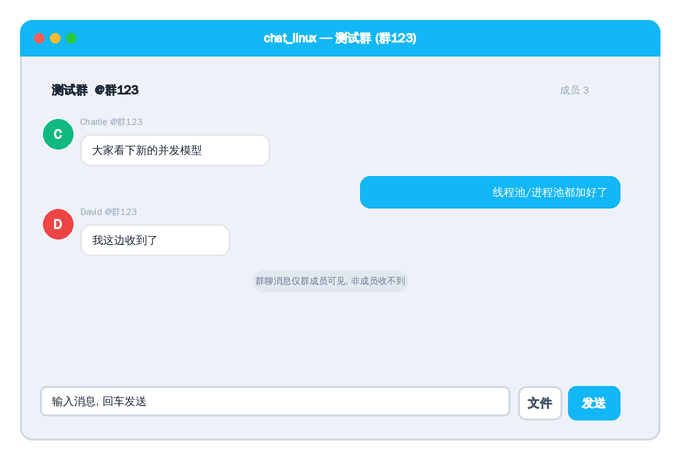 chat_linux — 测试群 (群123)
测试群 @群123
成员 3
Charlie @群123
C
大家看下新的并发模型
线程池/进程池都加好了
David @群123
D
我这边收到了
群聊消息仅群成员可见, 非成员收不到
输入消息, 回车发送
文件
发送